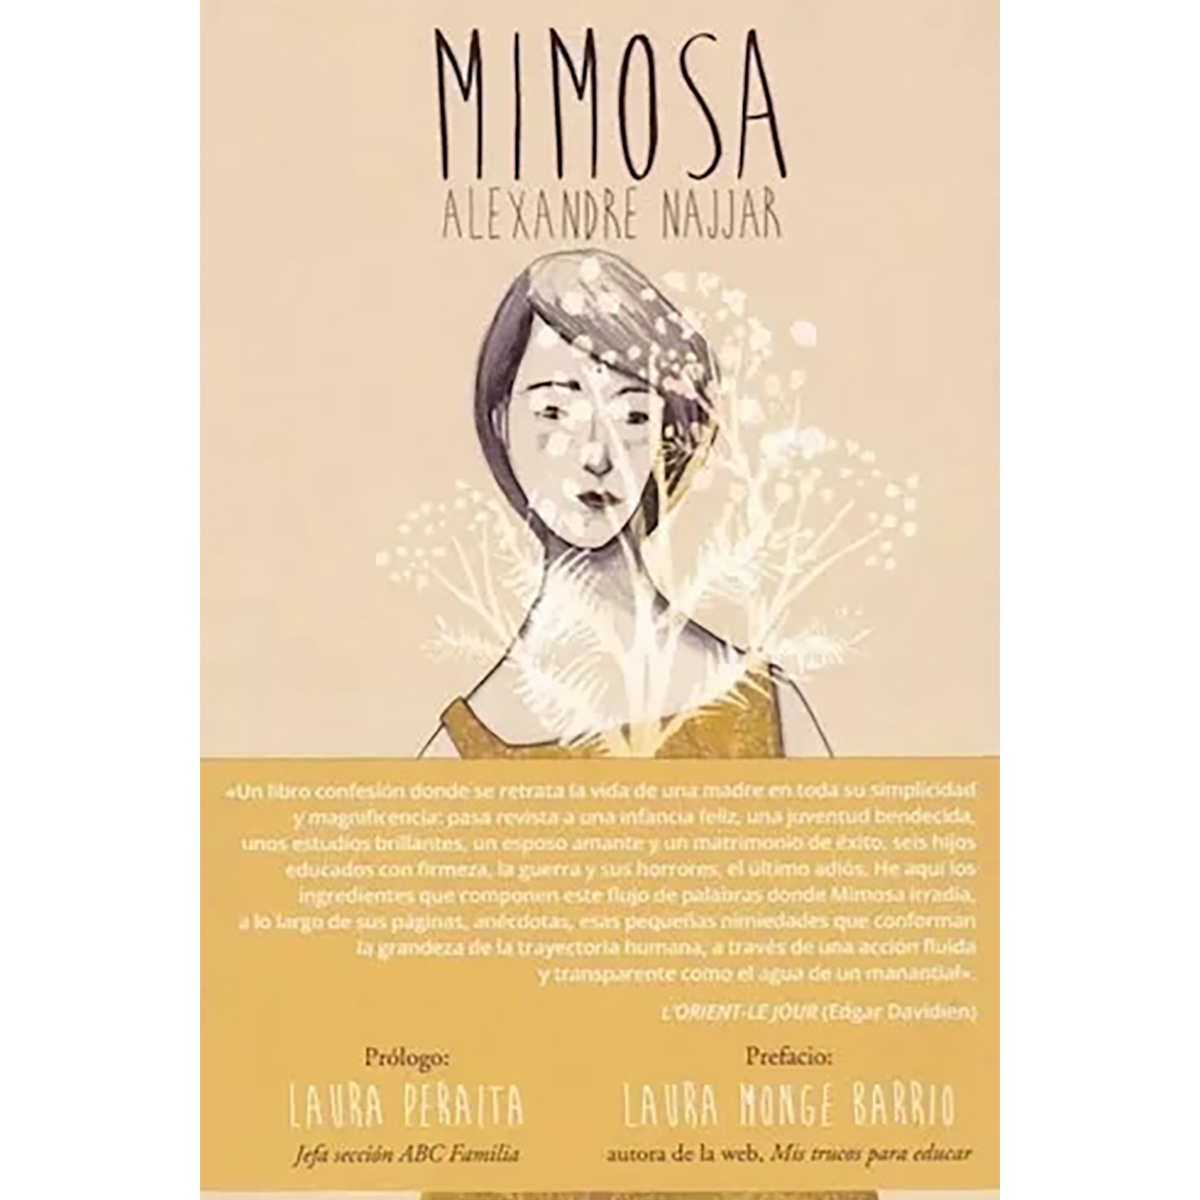 MIMOSA
ALEXANDRE NAJJAR
«Un libro confesión donde se retrata la vida de una madre en toda su simplicidad
y magnificencia: pasa revista a una infancia feliz, una juventud bendecida,
unos estudios brillantes, un esposo amante y un matrimonio de éxito, seis hijos
educados con firmeza, la guerra y sus horrores, el último adiós. He aquí los
ingredientes que componen este flujo de palabras donde Mimosa irradia,
a lo largo de sus páginas, anécdotas, esas pequeñas nimiedades que conforman
la grandeza de la trayectoria humana, a través de una acción fluida
y transparente como el agua de un manantial».
L'ORIENT-LE JOUR (Edgar Davidien)
Prólogo:
LAURA PERAITA
Jefa sección ABC Familia
Prefacio:
LAURA MONGE BARRIO
autora de la web, Mis trucos para educar